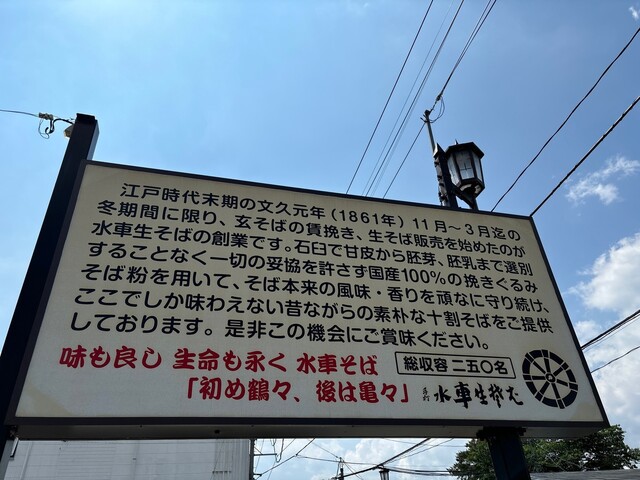 江戸時代末期の文久元年(1861年)11月～3月迄の
冬期間に限り、玄そばの賃挽き、生そば販売を始めたのが
水車生そばの創業です。石臼で甘皮から胚芽、胚乳まで選別
することなく一切の妥協を許さず国産100%の挽きぐるみ
そば粉を用いて、そば本来の風味・香りを頑なに守り続け、
ここでしか味わえない昔ながらの素朴な十割そばをご提供
しております。是非この機会にご賞味ください。
味も良し 生命も永く 水車そば
「初め鶴々、後は亀々」
総収容 二五〇名
水車生そば